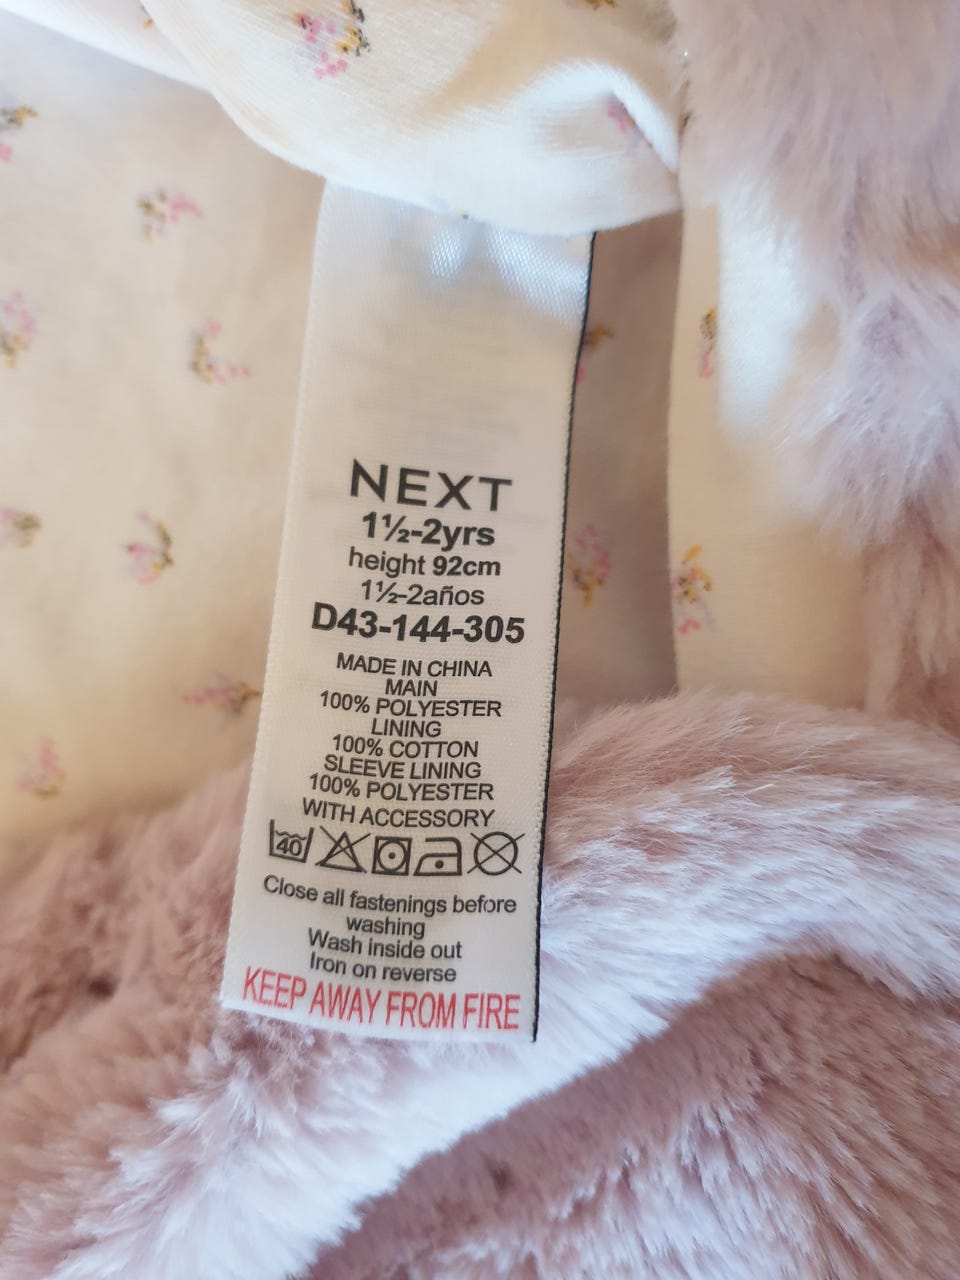 NEXT
1½-2yrs
height 92cm
1½-2años
D43-144-305
MADE IN CHINA
MAIN
100% POLYESTER
LINING
100% COTTON
SLEEVE LINING
100% POLYESTER
WITH ACCESSORY
40
Close all fastenings before
washing
Wash inside out
Iron on reverse
KEEP AWAY FROM FIRE